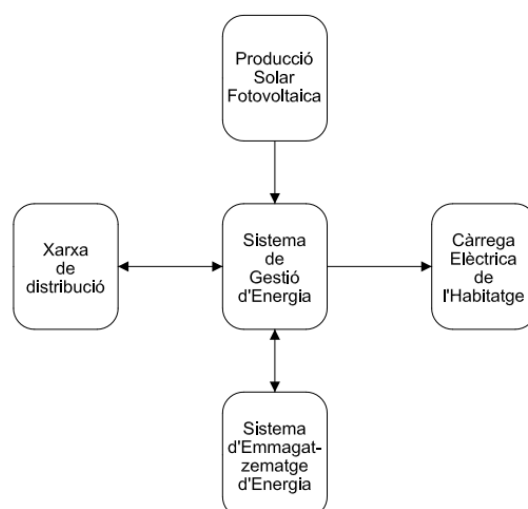 Producció
Solar
Fotovoltaica
Xarxa
de
distribució
Sistema
de
Gestió
d'Energia
Càrrega
Elèctrica
de
l'Habitatge
Sistema
d'Emmagat-
zematge
d'Energia